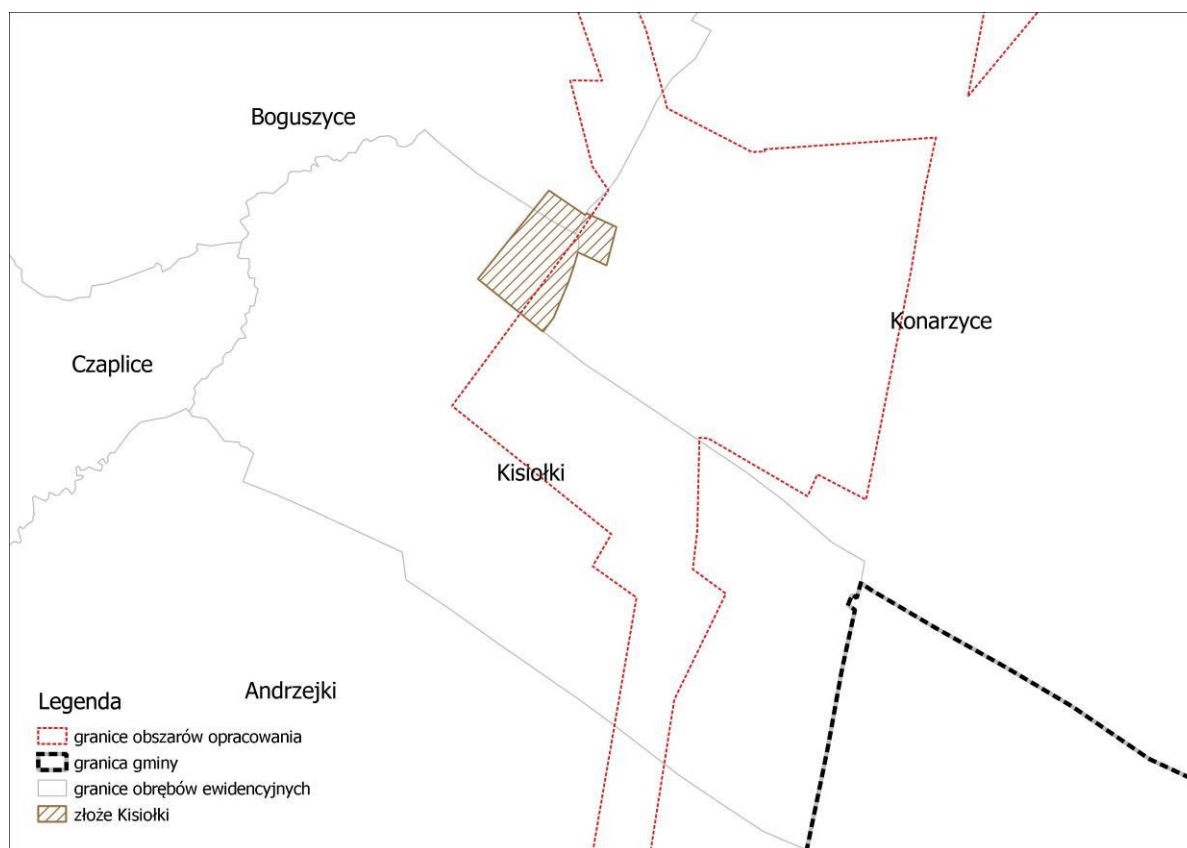 Boguszyce
Konarzyce
Czaplice
Kisiołki
Andrzejki
Legenda
granice obszarów opracowania
granica gminy
granice obrębów ewidencyjnych
złoże Kisiołki